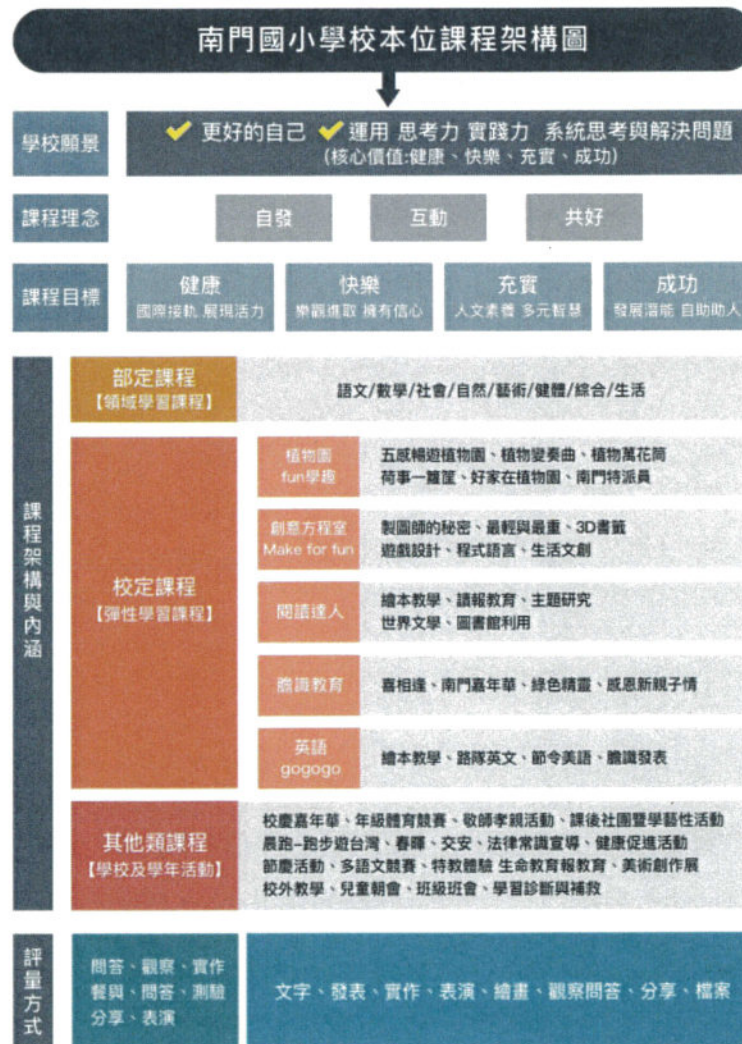 南門國小學校本位課程架構圖
學校願景
更好的自己 運用 思考力 實踐力 系統思考與解決問題
(核心價值:健康、快樂、充實、成功)
課程理念
自發
互動
共好
課程目標
健康
國際接軌 展現活力
快樂
樂觀進取 擁有信心
充實
人文素養 多元智慧
成功
發展潛能 自助助人
課程架構與內涵
部定課程
【領域學習課程】
語文/數學/社會/自然/藝術/健體/綜合/生活
校定課程
【彈性學習課程】
植物園
fun學趣
五感暢遊植物園、植物變奏曲、植物萬花筒
荷事一籮筐、好家在植物園、南門特派員
創意方程室
Make for fun
製圖師的秘密、最輕與最重、3D書籤
遊戲設計、程式語言、生活文創
閱讀達人
繪本教學、讀報教育、主題研究
世界文學、圖書館利用
膽識教育
喜相逢、南門嘉年華、綠色精靈、感恩新親子情
英語
gogogo
繪本教學、路隊英文、節令美語、膽識發表
其他類課程
【學校及學年活動】
校慶嘉年華、年級體育競賽、敬師孝親活動、課後社團暨學藝性活動
晨跑–跑步遊台灣、春暉、交安、法律常識宣導、健康促進活動
節慶活動、多語文競賽、特教體驗 生命教育報教育、美術創作展
校外教學、兒童朝會、班級班會、學習診斷與補救
評量方式
問答、觀察、實作
餐與、問答、測驗
分享、表演
文字、發表、實作、表演、繪畫、觀察問答、分享、檔案